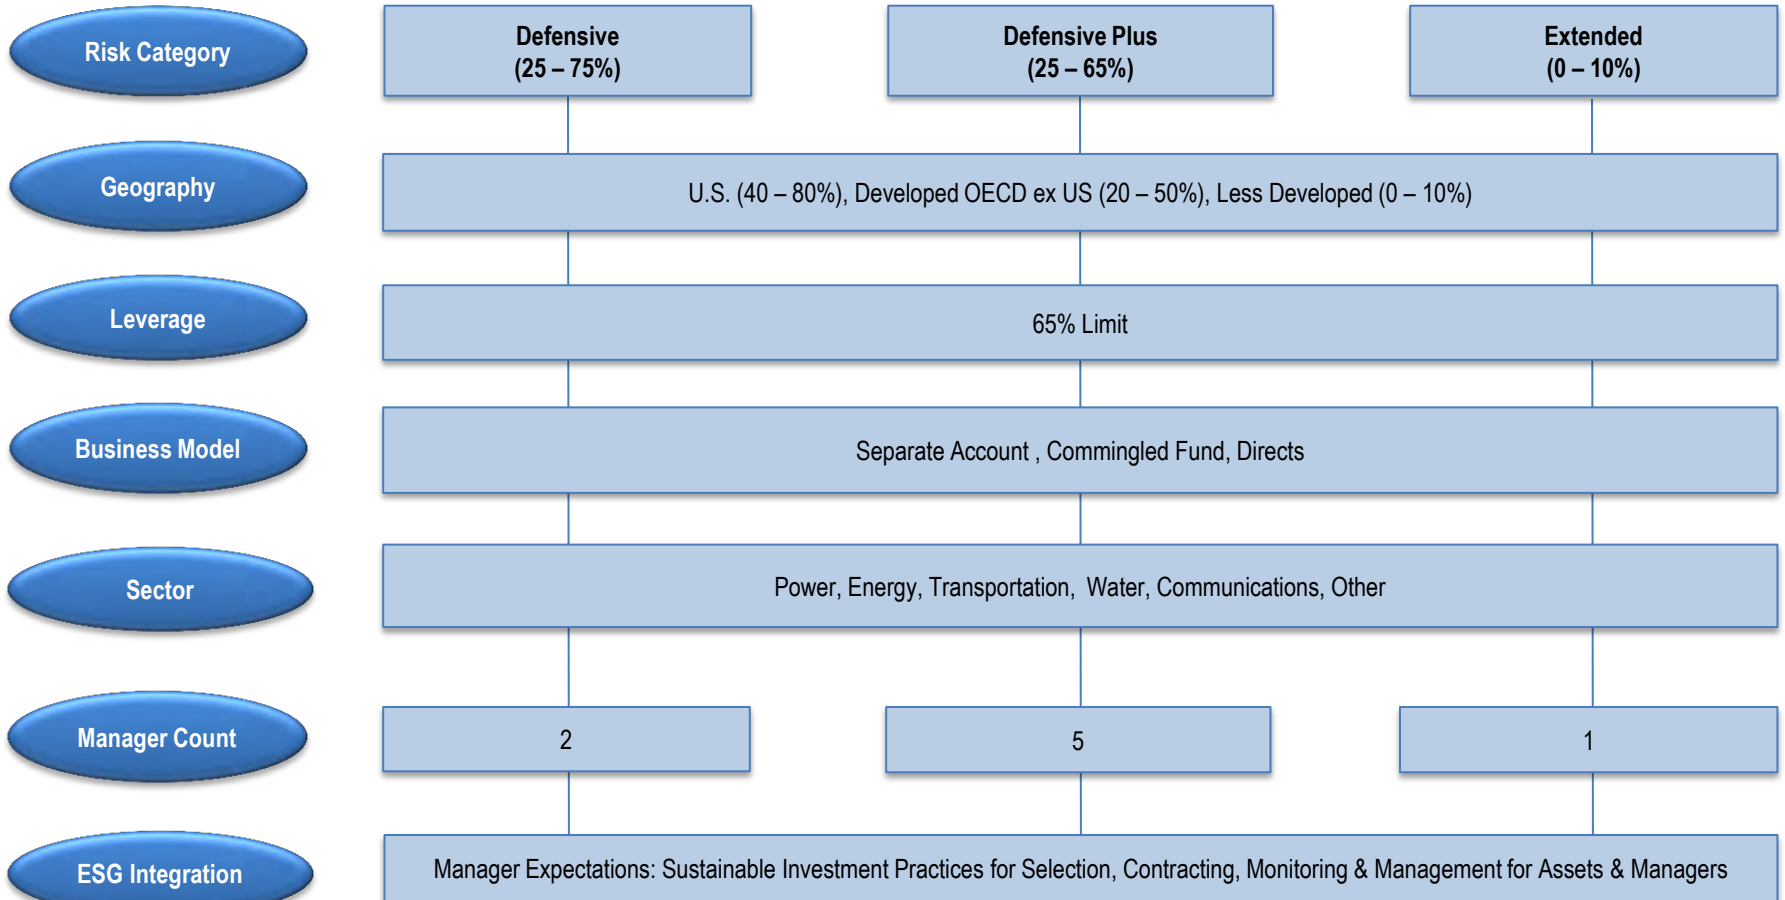 Risk Category
Defensive
(25 – 75%)
Defensive Plus
(25 – 65%)
Extended
(0 – 10%)
Geography
U.S. (40 – 80%), Developed OECD ex US (20 – 50%), Less Developed (0 – 10%)
Leverage
65% Limit
Business Model
Separate Account , Commingled Fund, Directs
Sector
Power, Energy, Transportation, Water, Communications, Other
Manager Count
2
5
1
ESG Integration
Manager Expectations: Sustainable Investment Practices for Selection, Contracting, Monitoring & Management for Assets & Managers